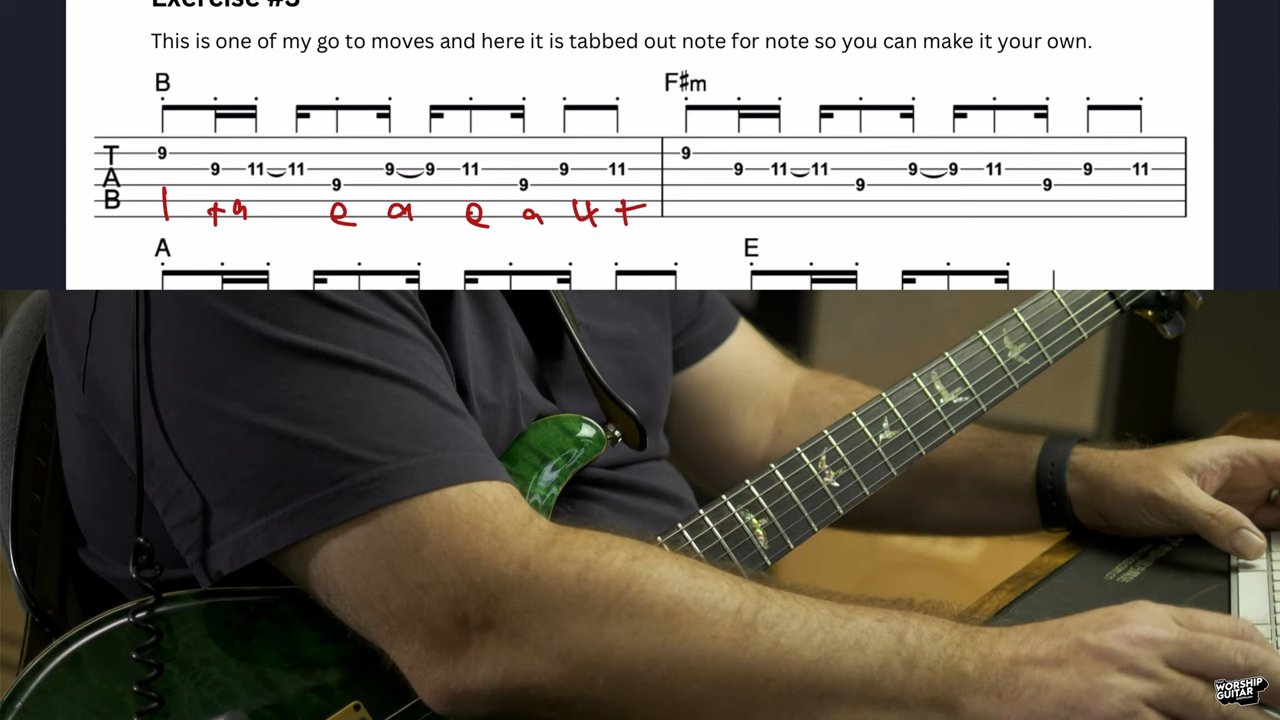 Exercise #3
This is one of my go to moves and here it is tabbed out note for note so you can make it your own.
B F#m
T A B
9 9 11 11 9 9 9 11 9 9 11 9 9 11 11 9 9 9 11 9 9 11
1 + a e a e a 4 +
A E
WORSHIP
GUITAR